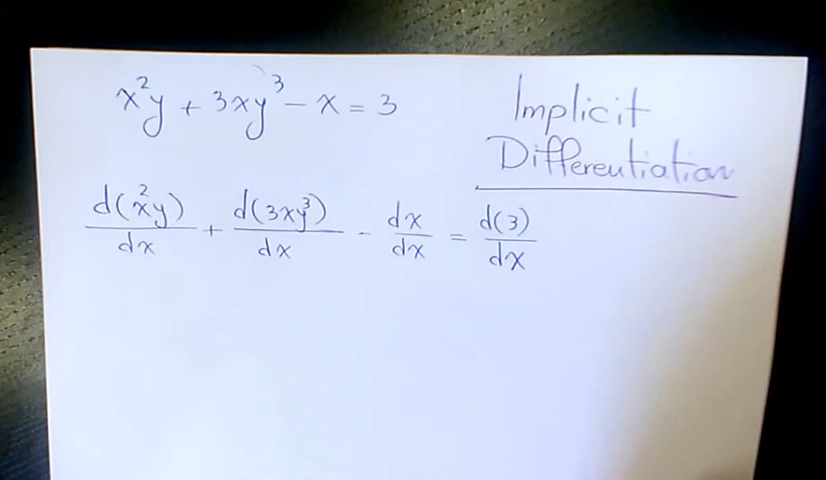 x²y + 3xy³ - x = 3
Implicit
Differentiation
d(x²y)/dx + d(3xy³)/dx - dx/dx = d(3)/dx